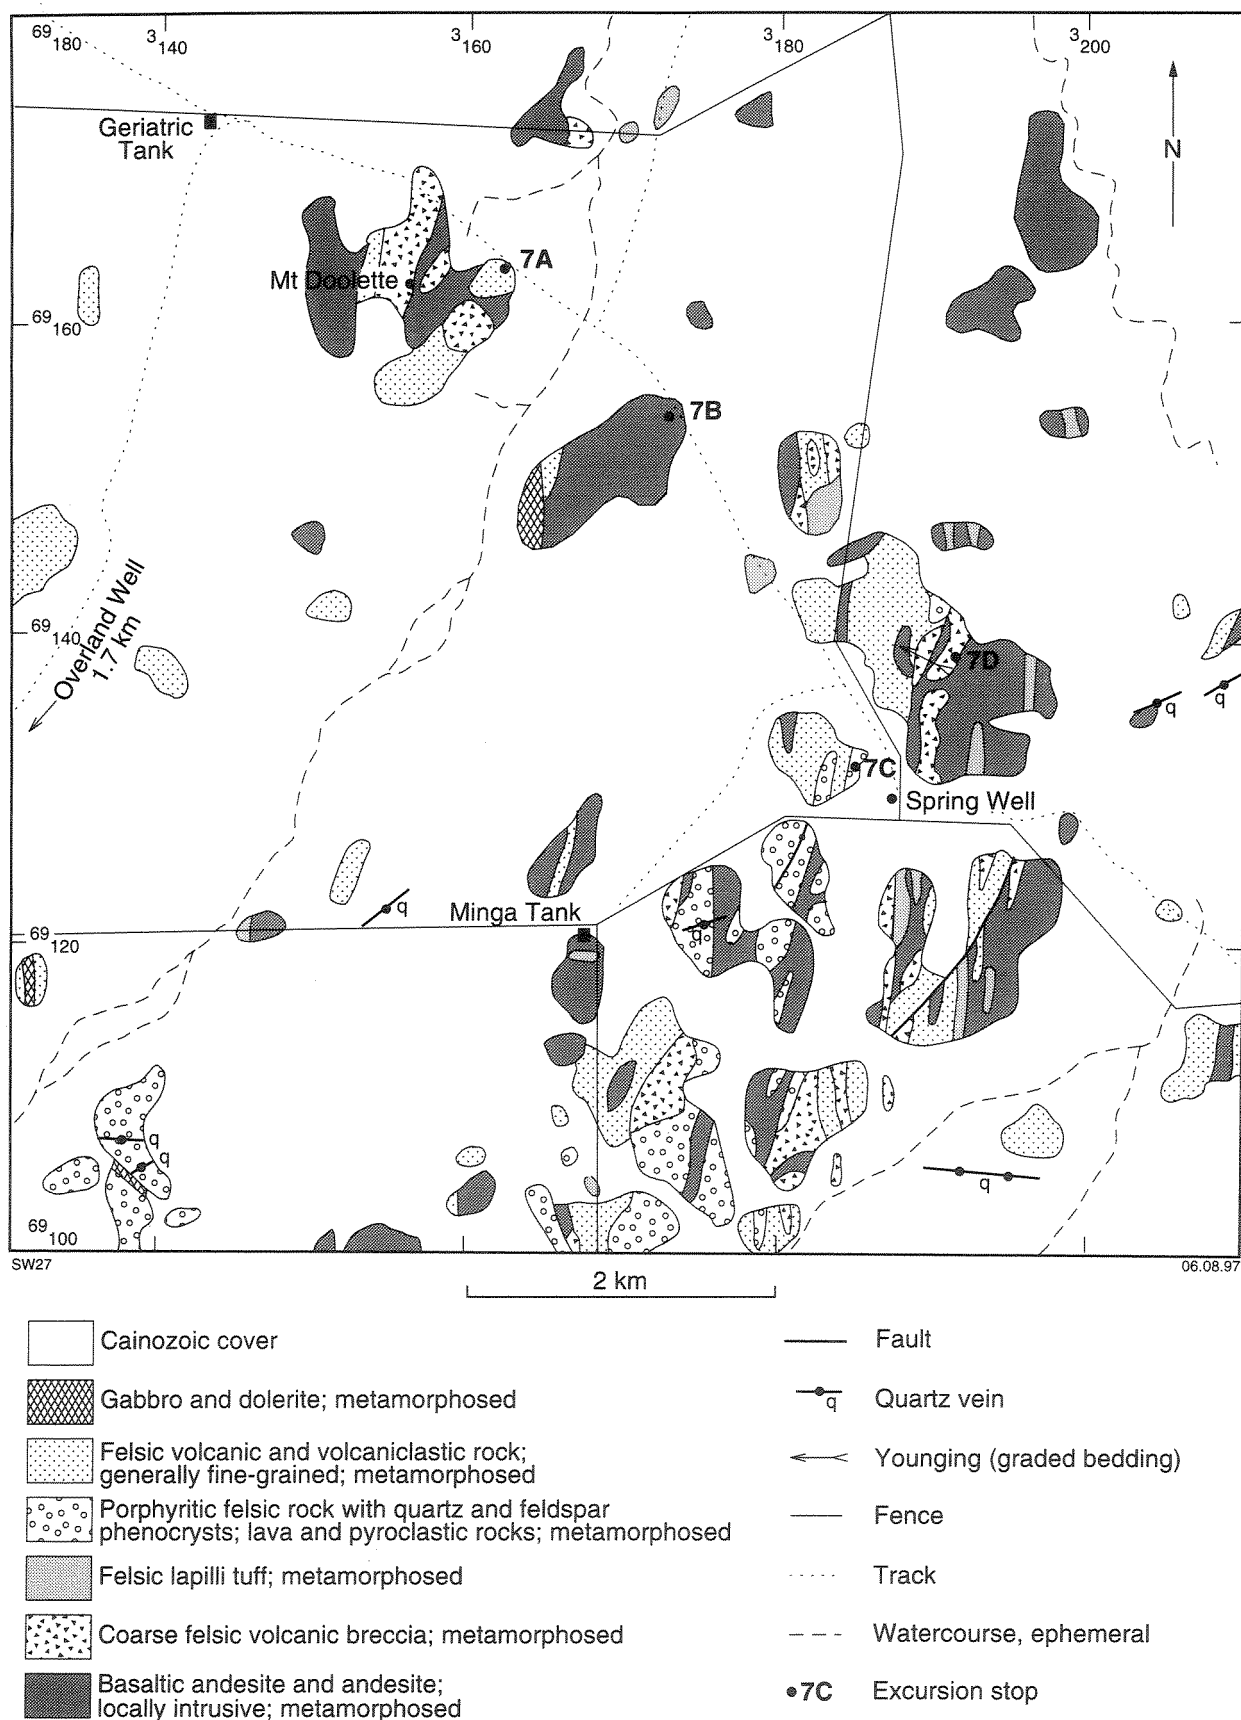 69 180
3 140
3 160
3 180
3 200
Geriatric
Tank
N
7A
Mt Doolette
69 160
7B
Overland Well
1.7 km
69 140
7D
q
q
7C
Spring Well
q
Minga Tank
69 120
q
q
q
q
69 100
SW27
06.08.97
2 km
Cainozoic cover
Gabbro and dolerite; metamorphosed
Felsic volcanic and volcaniclastic rock;
generally fine-grained; metamorphosed
Porphyritic felsic rock with quartz and feldspar
phenocrysts; lava and pyroclastic rocks; metamorphosed
Felsic lapilli tuff; metamorphosed
Coarse felsic volcanic breccia; metamorphosed
Basaltic andesite and andesite;
locally intrusive; metamorphosed
Fault
q
Quartz vein
Younging (graded bedding)
Fence
Track
Watercourse, ephemeral
7C
Excursion stop